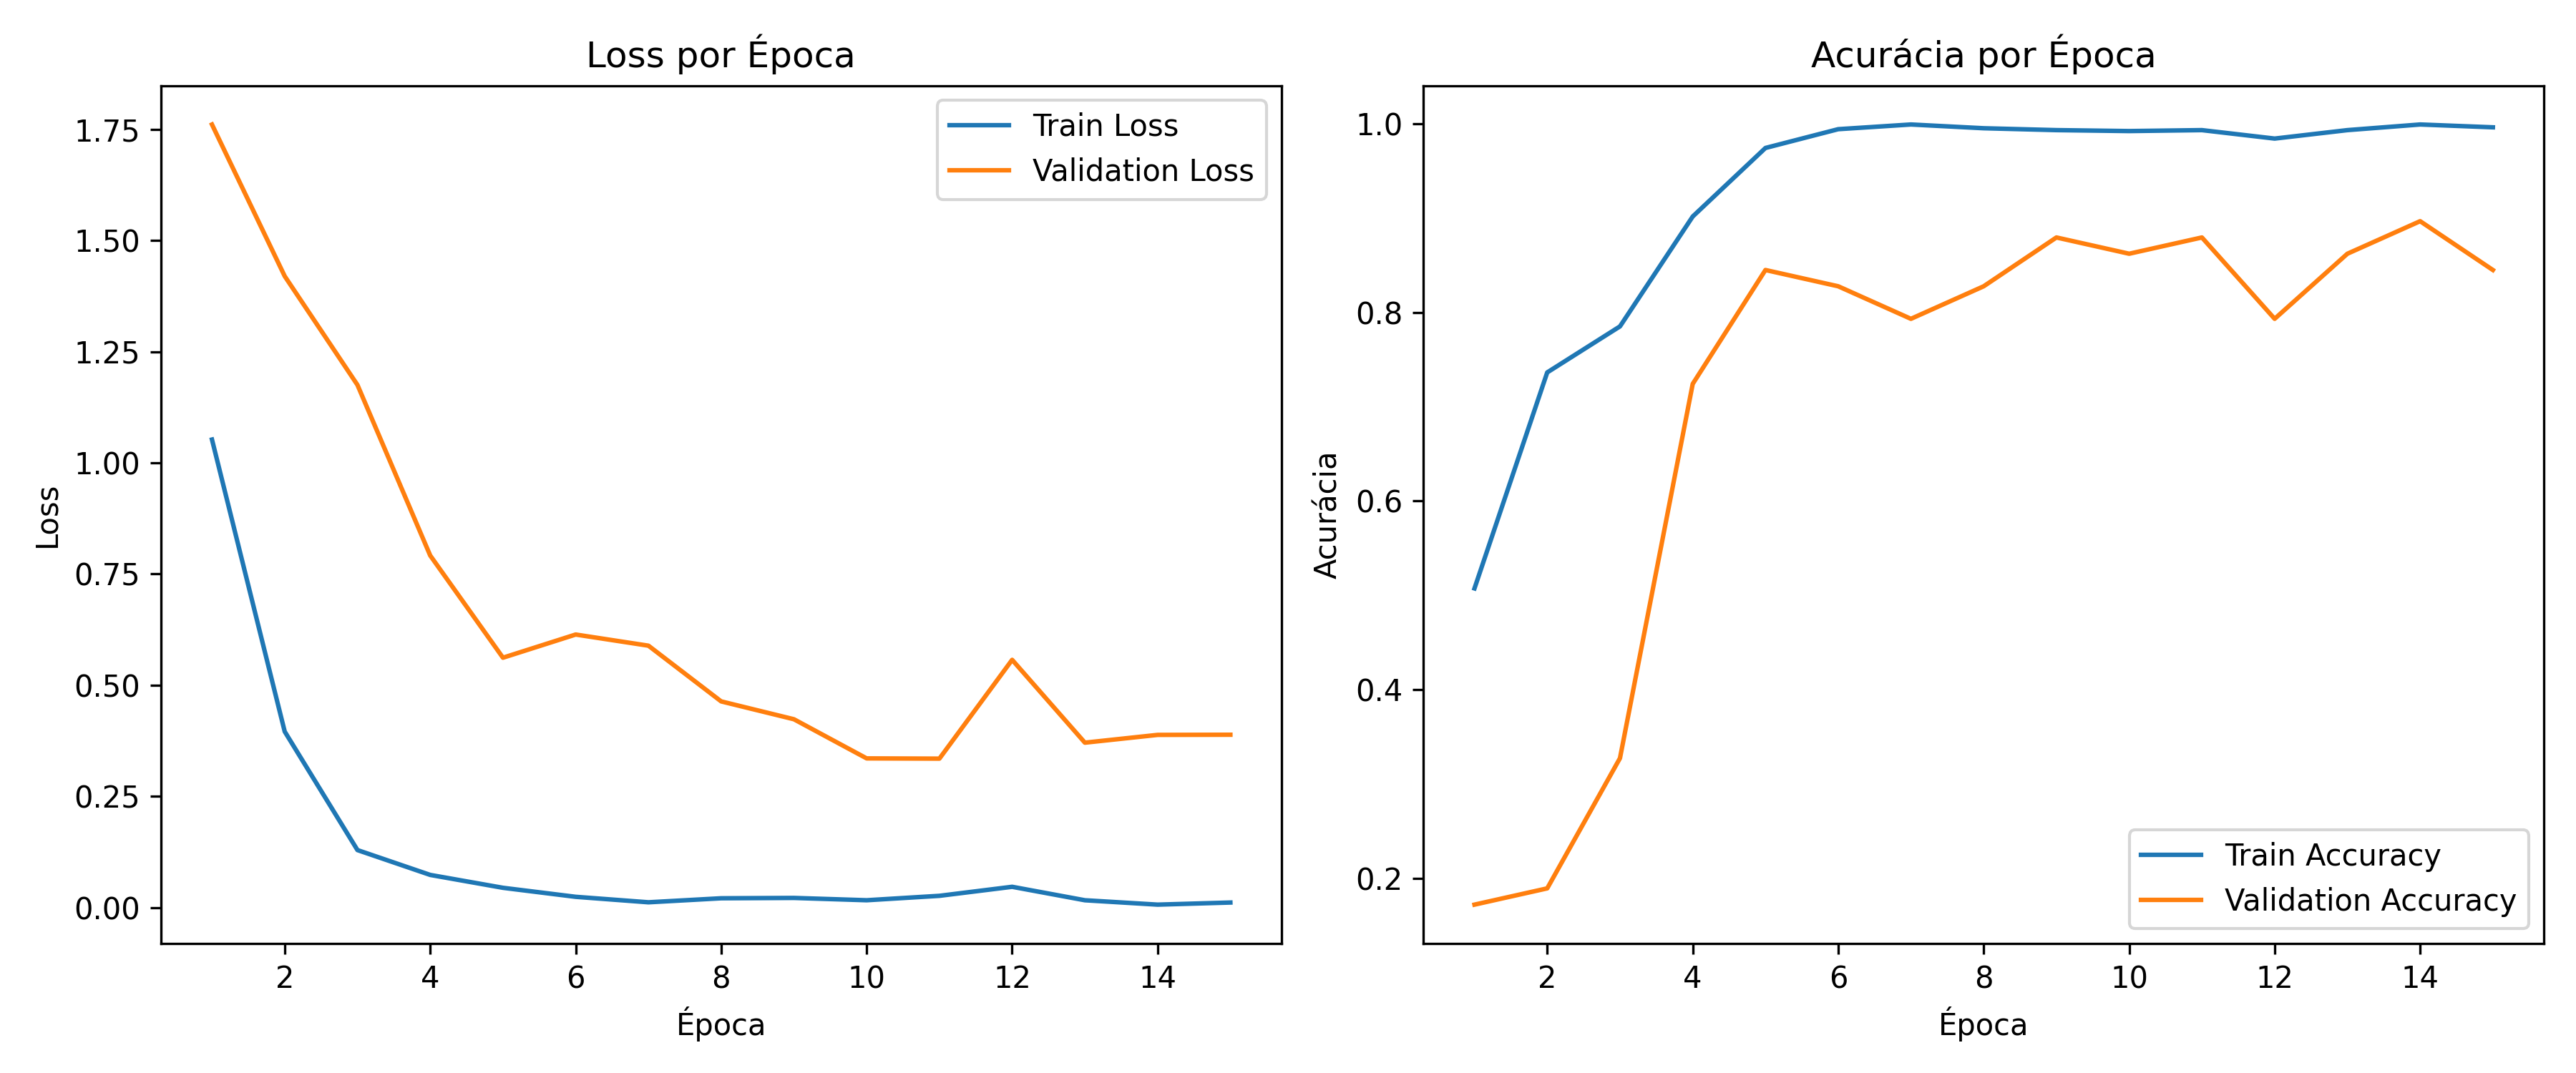 Loss por Época
1.75
1.50
1.25
1.00
0.75
0.50
0.25
0.00
Loss
2 4 6 8 10 12 14
Época
Train Loss
Validation Loss
Acurácia por Época
1.0
0.8
0.6
0.4
0.2
Acurácia
2 4 6 8 10 12 14
Época
Train Accuracy
Validation Accuracy